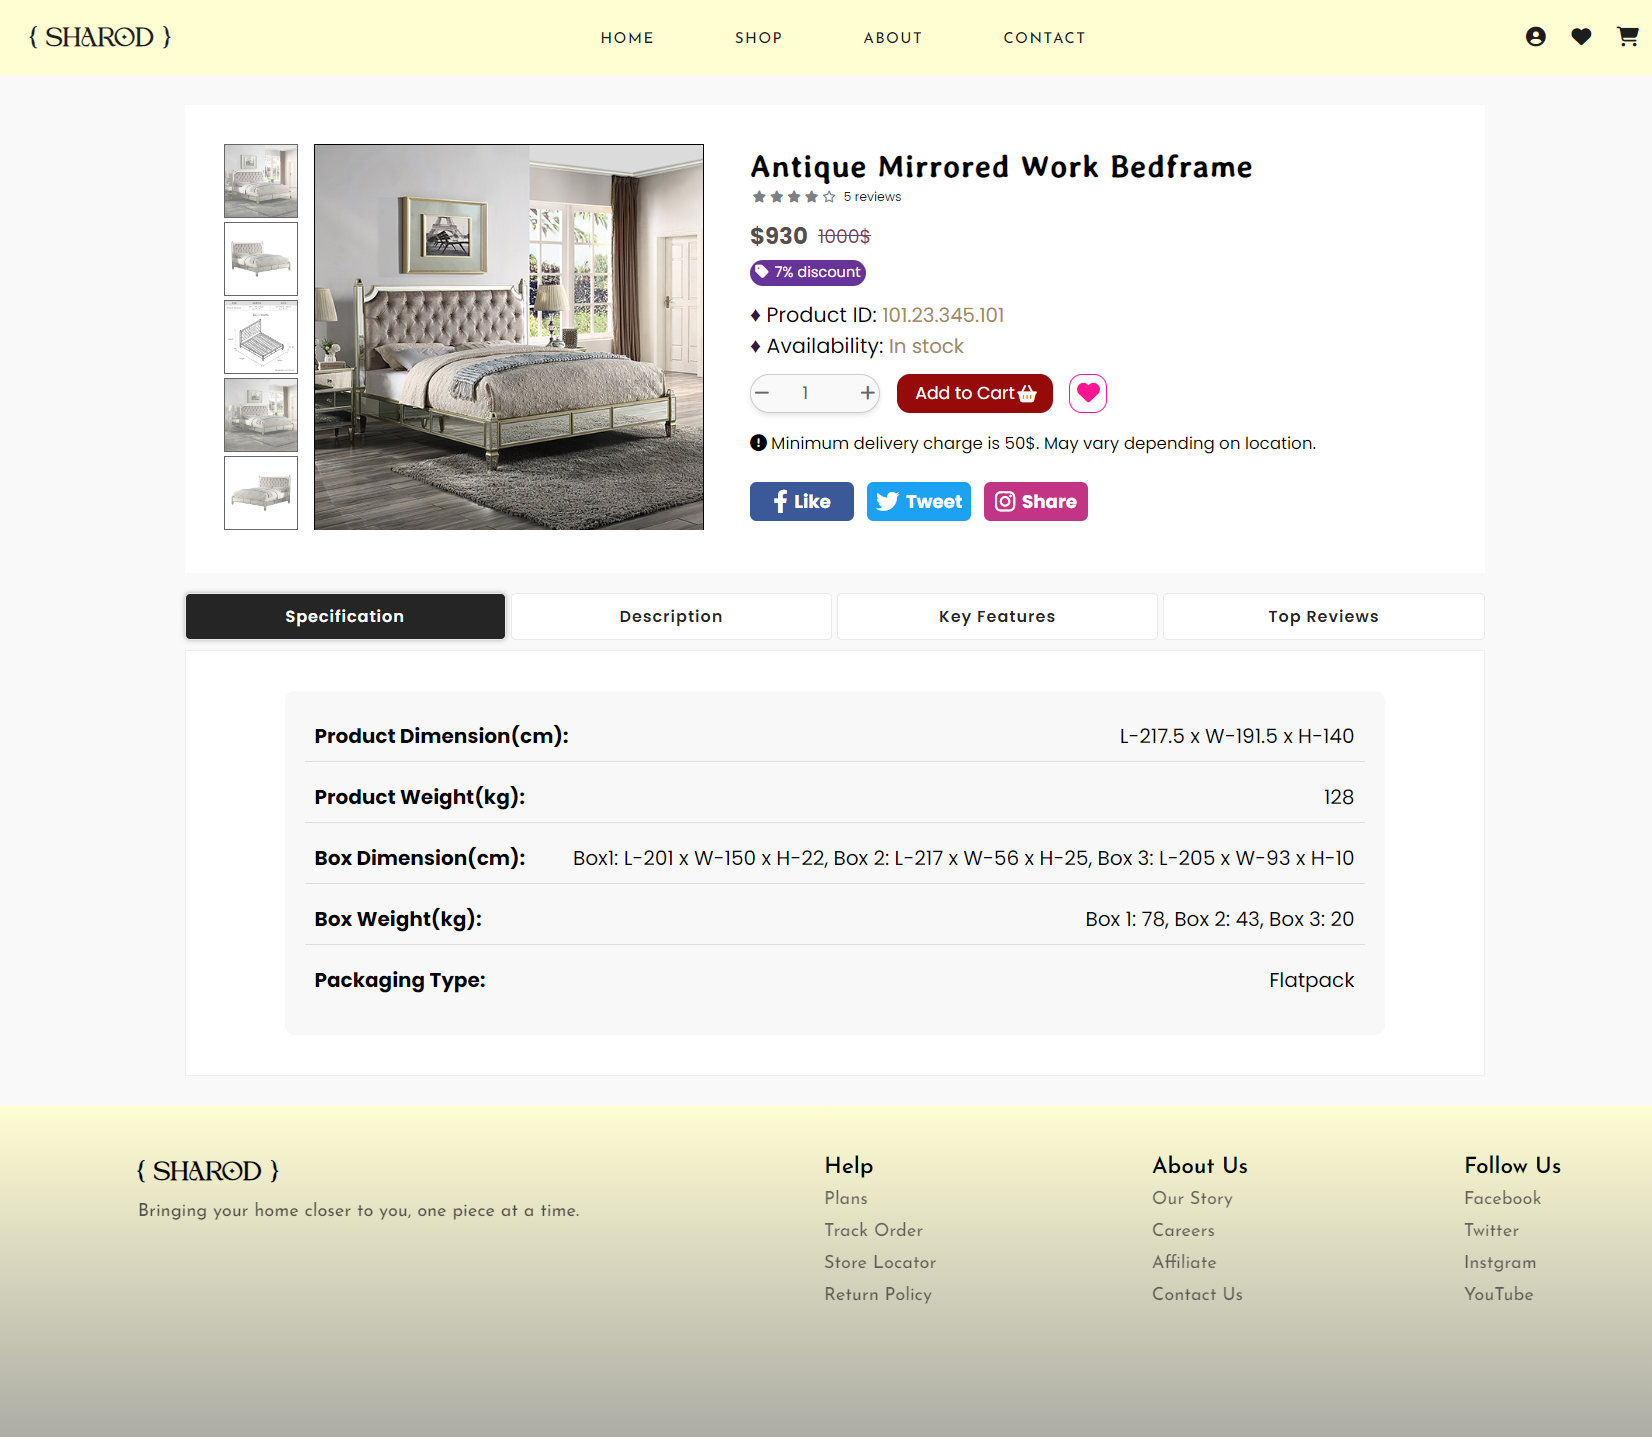 { SHAROD }
HOME
SHOP
ABOUT
CONTACT
Antique Mirrored Work Bedframe
5 reviews
$930 1000$
7% discount
♦ Product ID: 101.23.345.101
♦ Availability: In stock
− 1 +
Add to Cart
Minimum delivery charge is 50$. May vary depending on location.
Like
Tweet
Share
Specification
Description
Key Features
Top Reviews
Product Dimension(cm): L-217.5 x W-191.5 x H-140
Product Weight(kg): 128
Box Dimension(cm): Box1: L-201 x W-150 x H-22, Box 2: L-217 x W-56 x H-25, Box 3: L-205 x W-93 x H-10
Box Weight(kg): Box 1: 78, Box 2: 43, Box 3: 20
Packaging Type: Flatpack
{ SHAROD }
Bringing your home closer to you, one piece at a time.
Help
Plans
Track Order
Store Locator
Return Policy
About Us
Our Story
Careers
Affiliate
Contact Us
Follow Us
Facebook
Twitter
Instgram
YouTube